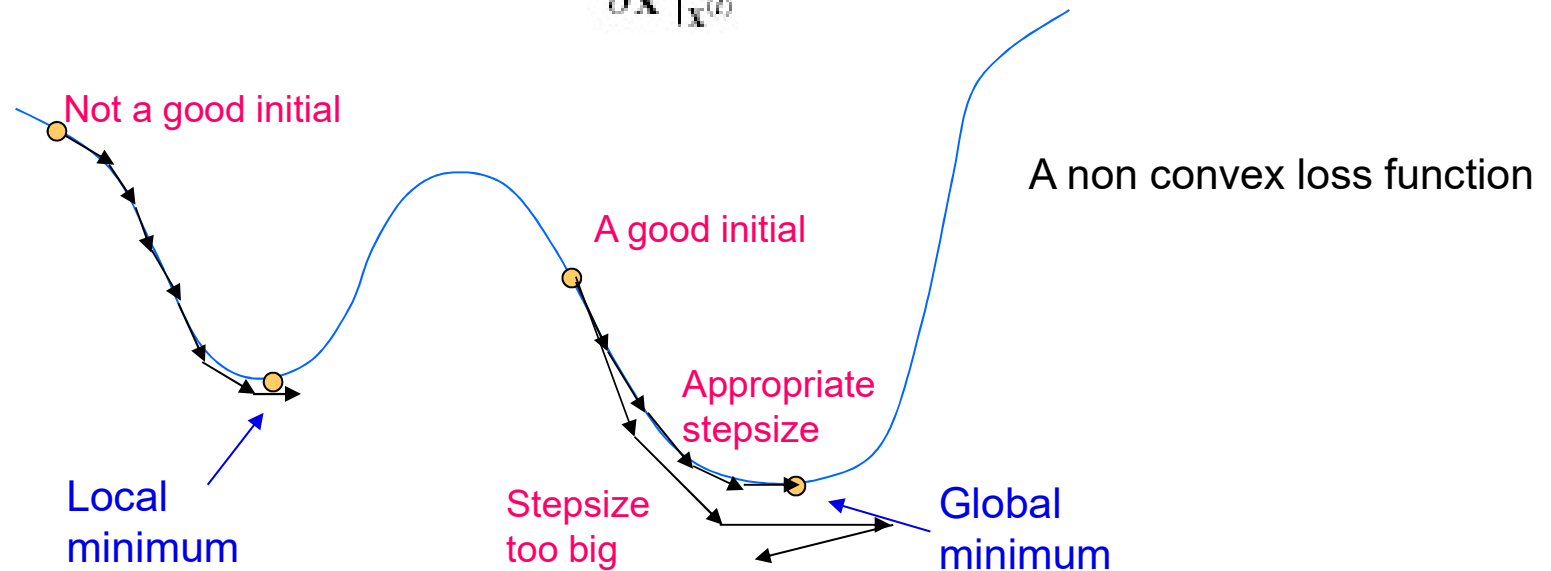 Not a good initial
A non convex loss function
A good initial
Appropriate
stepsize
Local
minimum
Stepsize
too big
Global
minimum